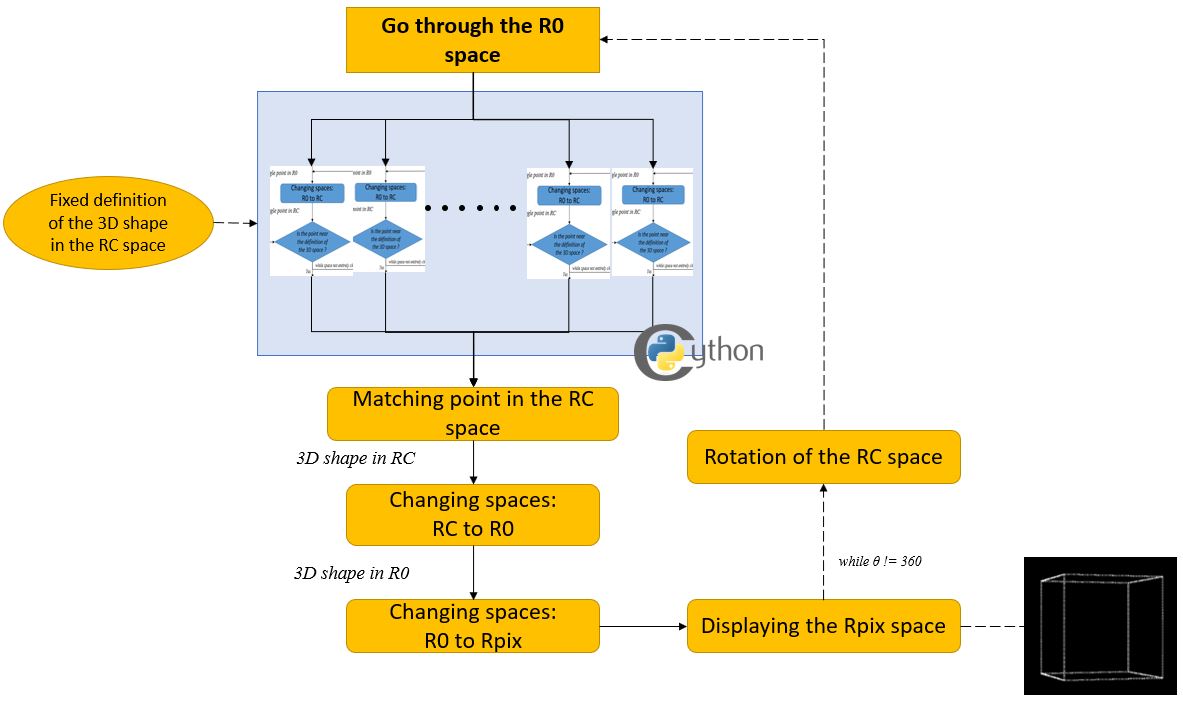 Go through the R0
space
Fixed definition
of the 3D shape
in the RC space
gle point in R0
Changing spaces:
R0 to RC
gle point in RC
Is the point near
the definition of
the 3D space ?
while space not entirely cl
Yes
oint in R0
Changing spaces:
R0 to RC
oint in RC
Is the point near
the definition of
the 3D space ?
while space not entirely cl
Yes
gle point in R0
Changing spaces:
R0 to RC
gle point in RC
Is the point near
the definition of
the 3D space ?
while space not entirely cl
Yes
gle point in R0
Changing spaces:
R0 to RC
gle point in RC
Is the point near
the definition of
the 3D space ?
while space not entirely cl
Yes
Cython
Matching point in the RC
space
3D shape in RC
Changing spaces:
RC to R0
3D shape in R0
Changing spaces:
R0 to Rpix
Rotation of the RC space
while θ != 360
Displaying the Rpix space